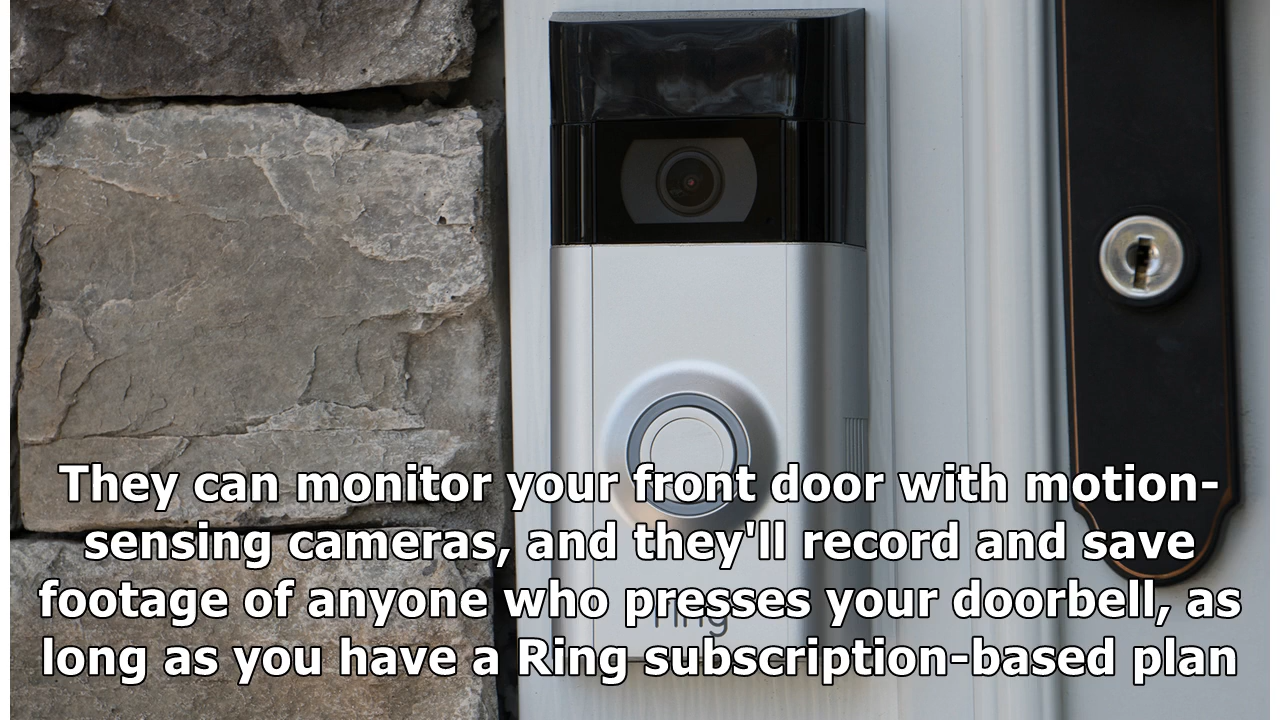 They can monitor your front door with motion-
sensing cameras, and they'll record and save
footage of anyone who presses your doorbell, as
ring
long as you have a Ring subscription-based plan